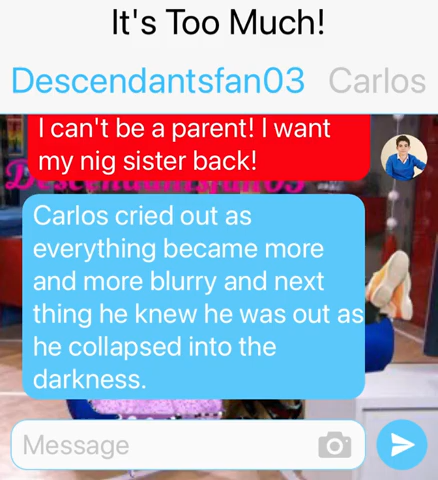 It's Too Much!
Descendantsfan03 Carlos
I can't be a parent! I want
my nig sister back!
Descendantsfan03
Carlos cried out as
everything became more
and more blurry and next
thing he knew he was out as
he collapsed into the
darkness.
Message